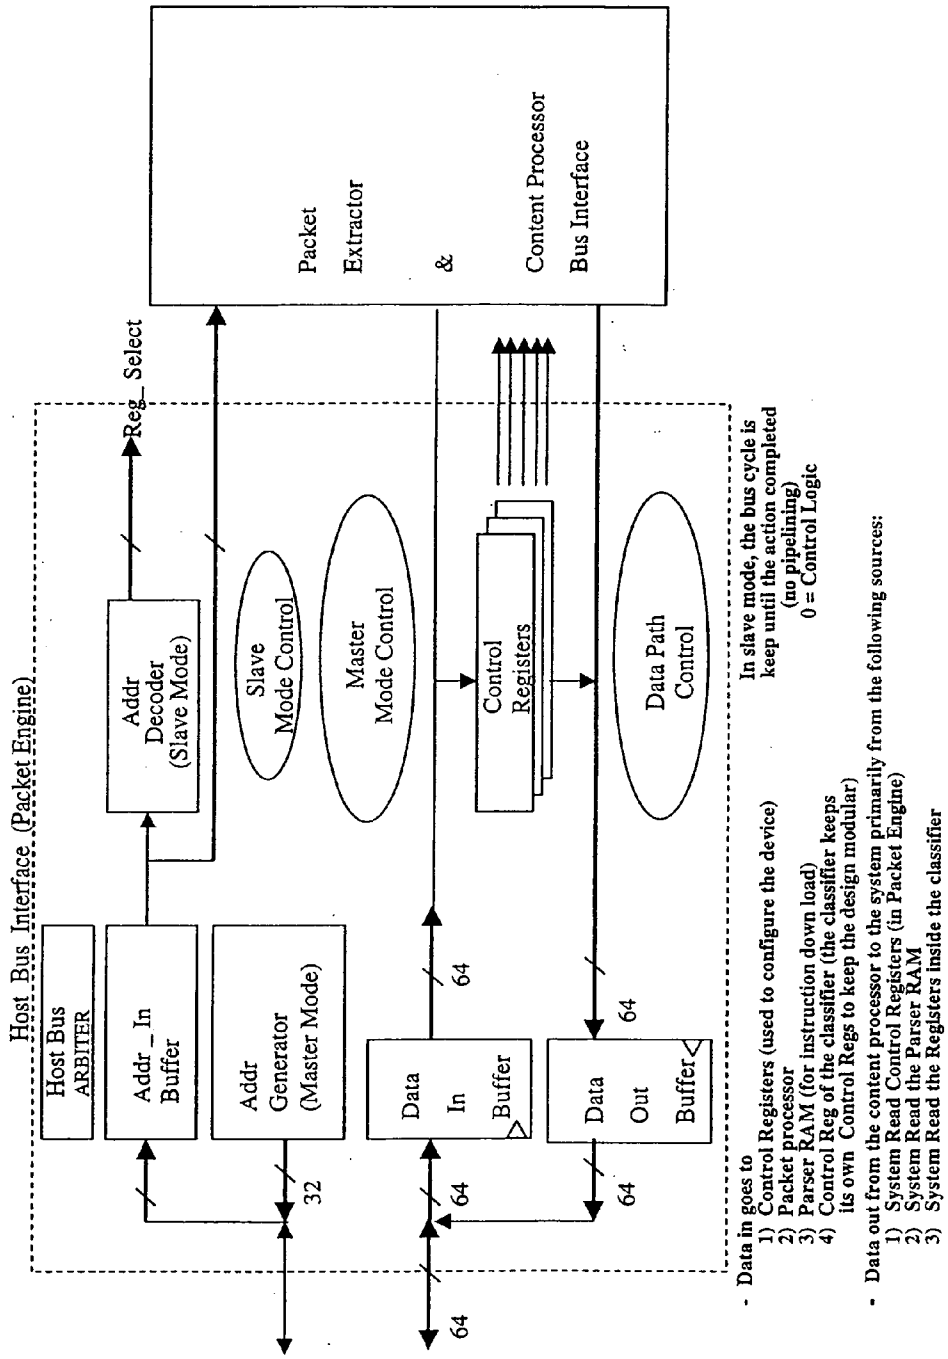 Host Bus Interface (Packet Engine)
Host Bus
ARBITER
Addr_In
Buffer
Addr
Generator
(Master Mode)
32
Data
In
Buffer
64
64
64
Data
Out
Buffer
64
64
Addr
Decoder
(Slave Mode)
Reg_Select
Slave
Mode Control
Master
Mode Control
Control
Registers
Data Path
Control
Packet
Extractor
&
Content Processor
Bus Interface
- Data in goes to
1) Control Registers (used to configure the device)
2) Packet processor
3) Parser RAM (for instruction down load)
4) Control Reg of the classifier (the classifier keeps
its own Control Regs to keep the design modular)
- Data out from the content processor to the system primarily from the following sources:
1) System Read Control Registers (in Packet Engine)
2) System Read the Parser RAM
3) System Read the Registers inside the classifier
In slave mode, the bus cycle is
keep until the action completed
(no pipelining)
0 = Control Logic